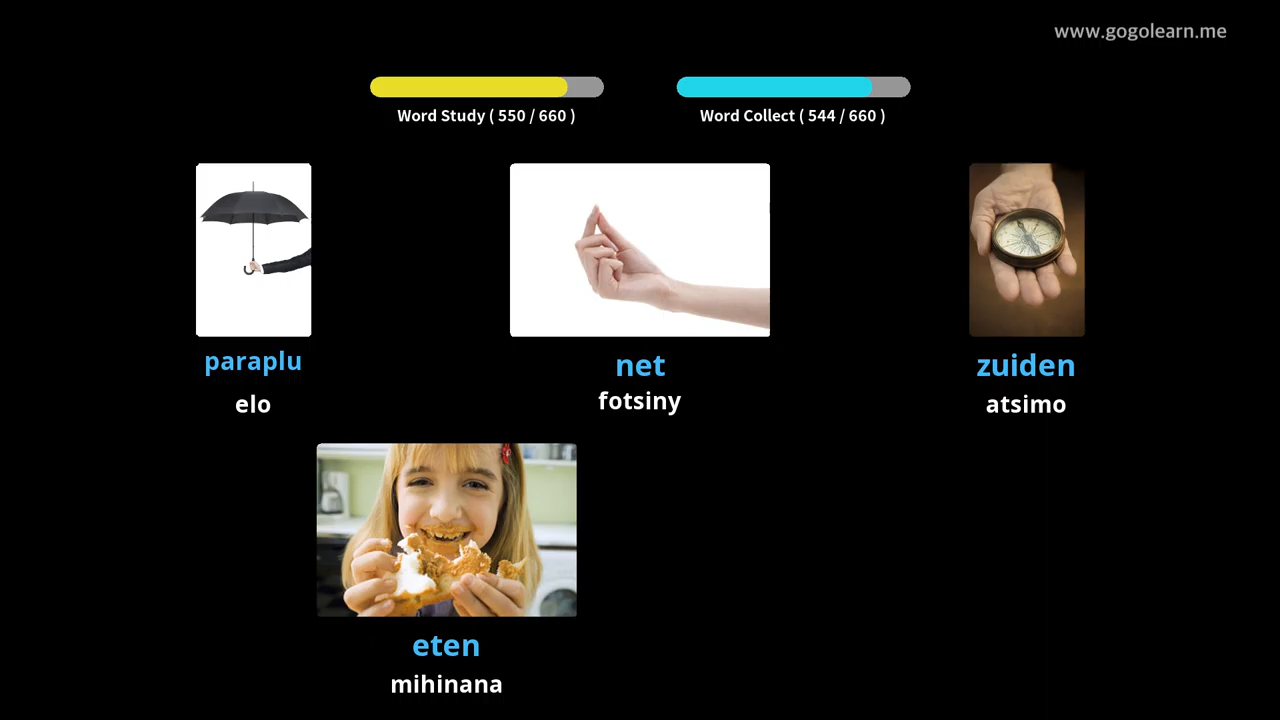 www.gogolearn.me
Word Study ( 550 / 660 )
Word Collect ( 544 / 660 )
paraplu
elo
net
fotsiny
zuiden
atsimo
eten
mihinana